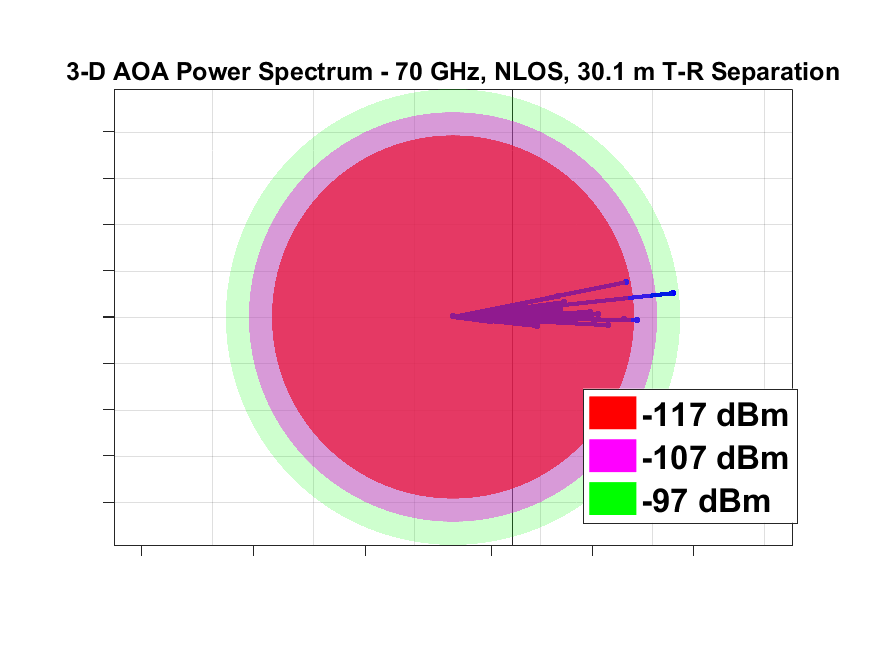 3-D AOA Power Spectrum - 70 GHz, NLOS, 30.1 m T-R Separation
-117 dBm
-107 dBm
-97 dBm